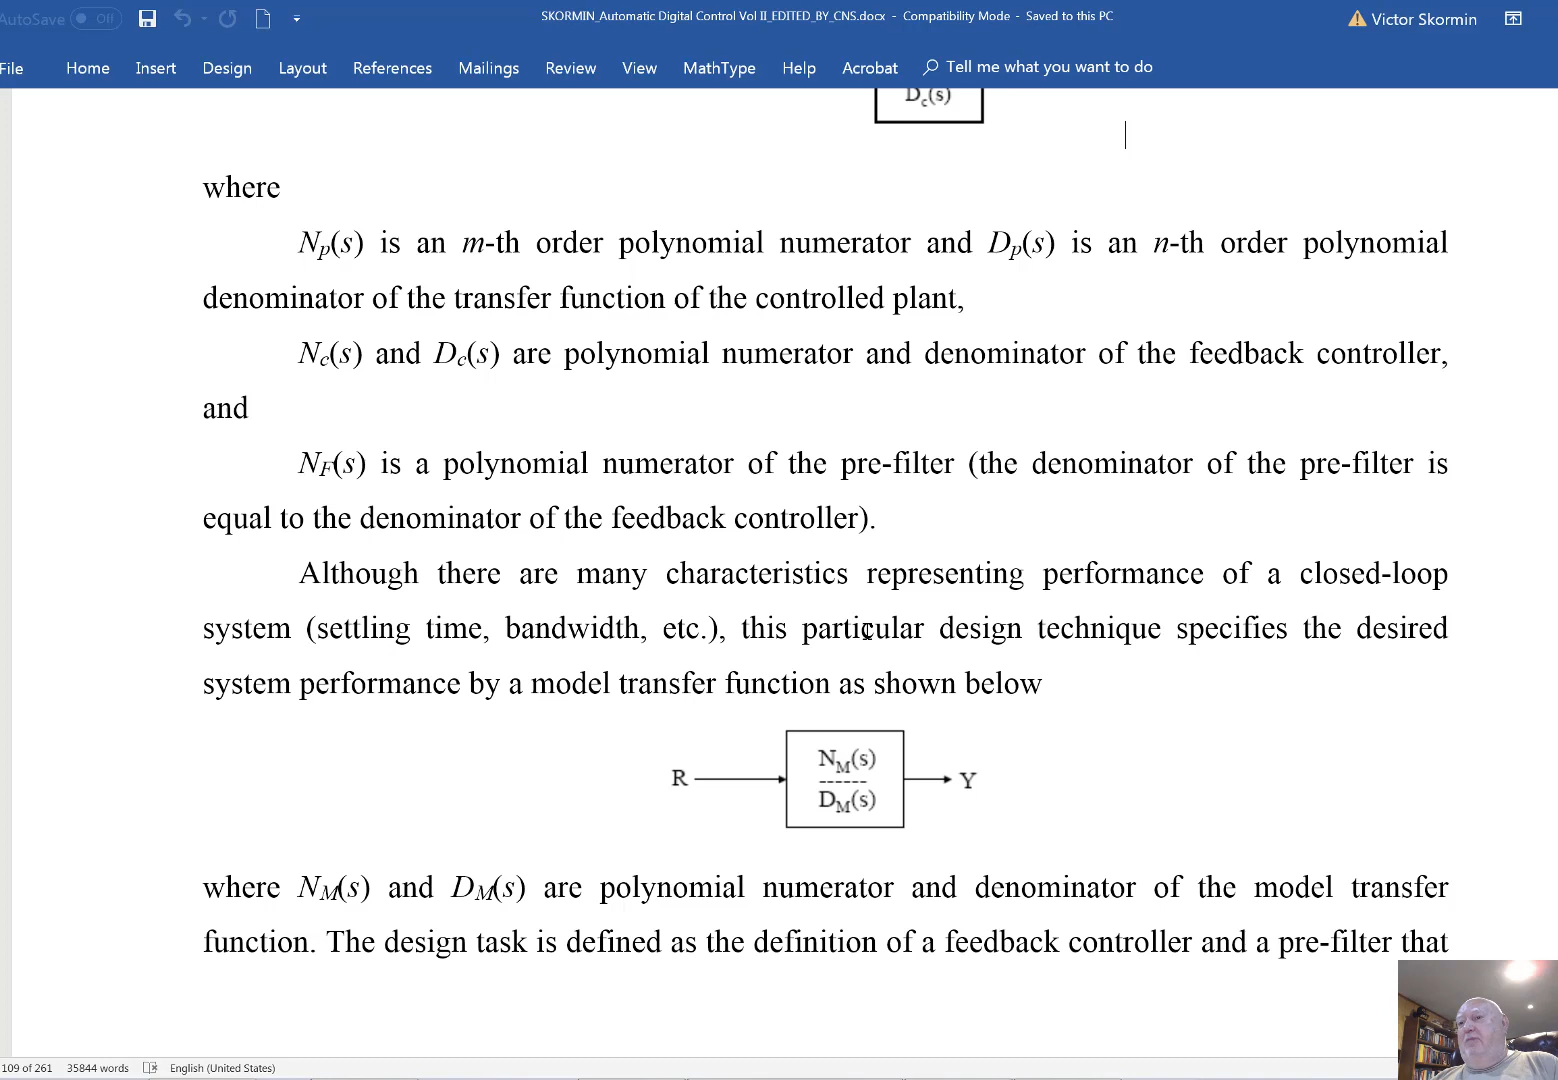 AutoSave Off SKORMIN_Automatic Digital Control Vol II_EDITED_BY_CNS.docx - Compatibility Mode - Saved to this PC Victor Skormin
File Home Insert Design Layout References Mailings Review View MathType Help Acrobat Tell me what you want to do
Dc(s)
where
Np(s) is an m-th order polynomial numerator and Dp(s) is an n-th order polynomial
denominator of the transfer function of the controlled plant,
Nc(s) and Dc(s) are polynomial numerator and denominator of the feedback controller,
and
NF(s) is a polynomial numerator of the pre-filter (the denominator of the pre-filter is
equal to the denominator of the feedback controller).
Although there are many characteristics representing performance of a closed-loop
system (settling time, bandwidth, etc.), this particular design technique specifies the desired
system performance by a model transfer function as shown below
NM(s)
R ------ Y
DM(s)
where NM(s) and DM(s) are polynomial numerator and denominator of the model transfer
function. The design task is defined as the definition of a feedback controller and a pre-filter that
109 of 261 35844 words English (United States)